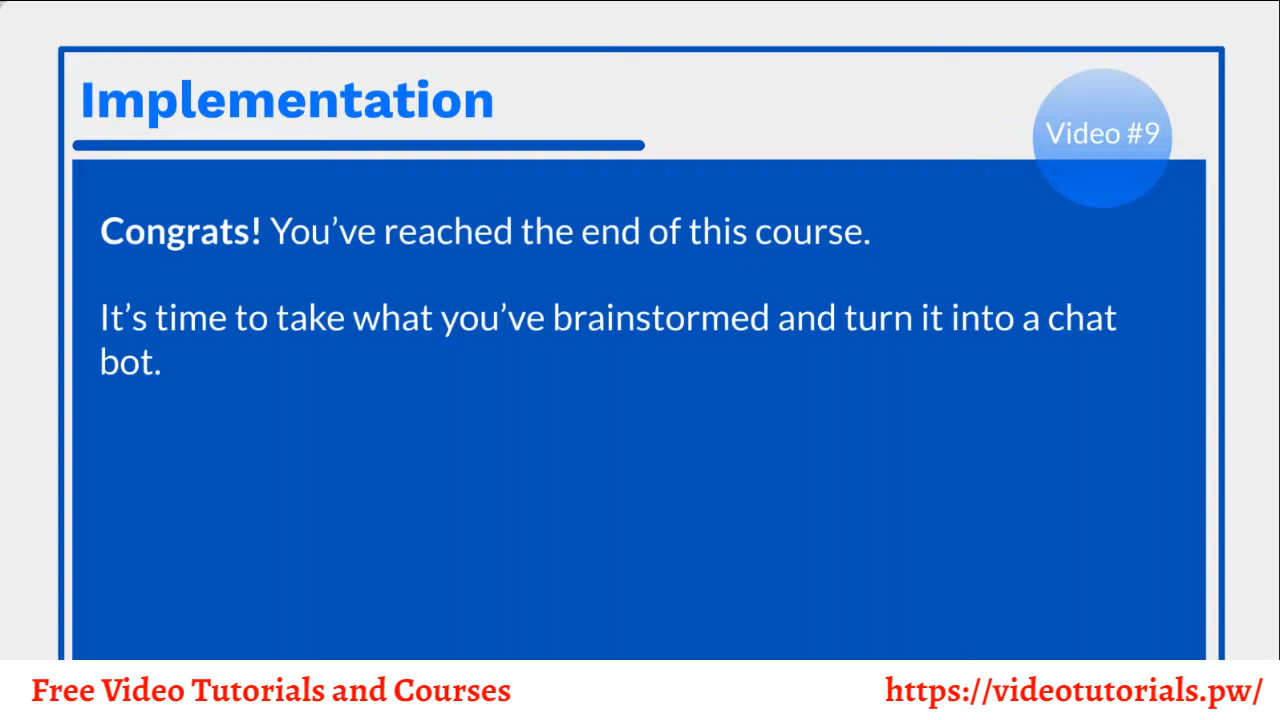 Implementation
Video #9
Congrats! You’ve reached the end of this course.
It’s time to take what you’ve brainstormed and turn it into a chat
bot.
Free Video Tutorials and Courses
https://videotutorials.pw/